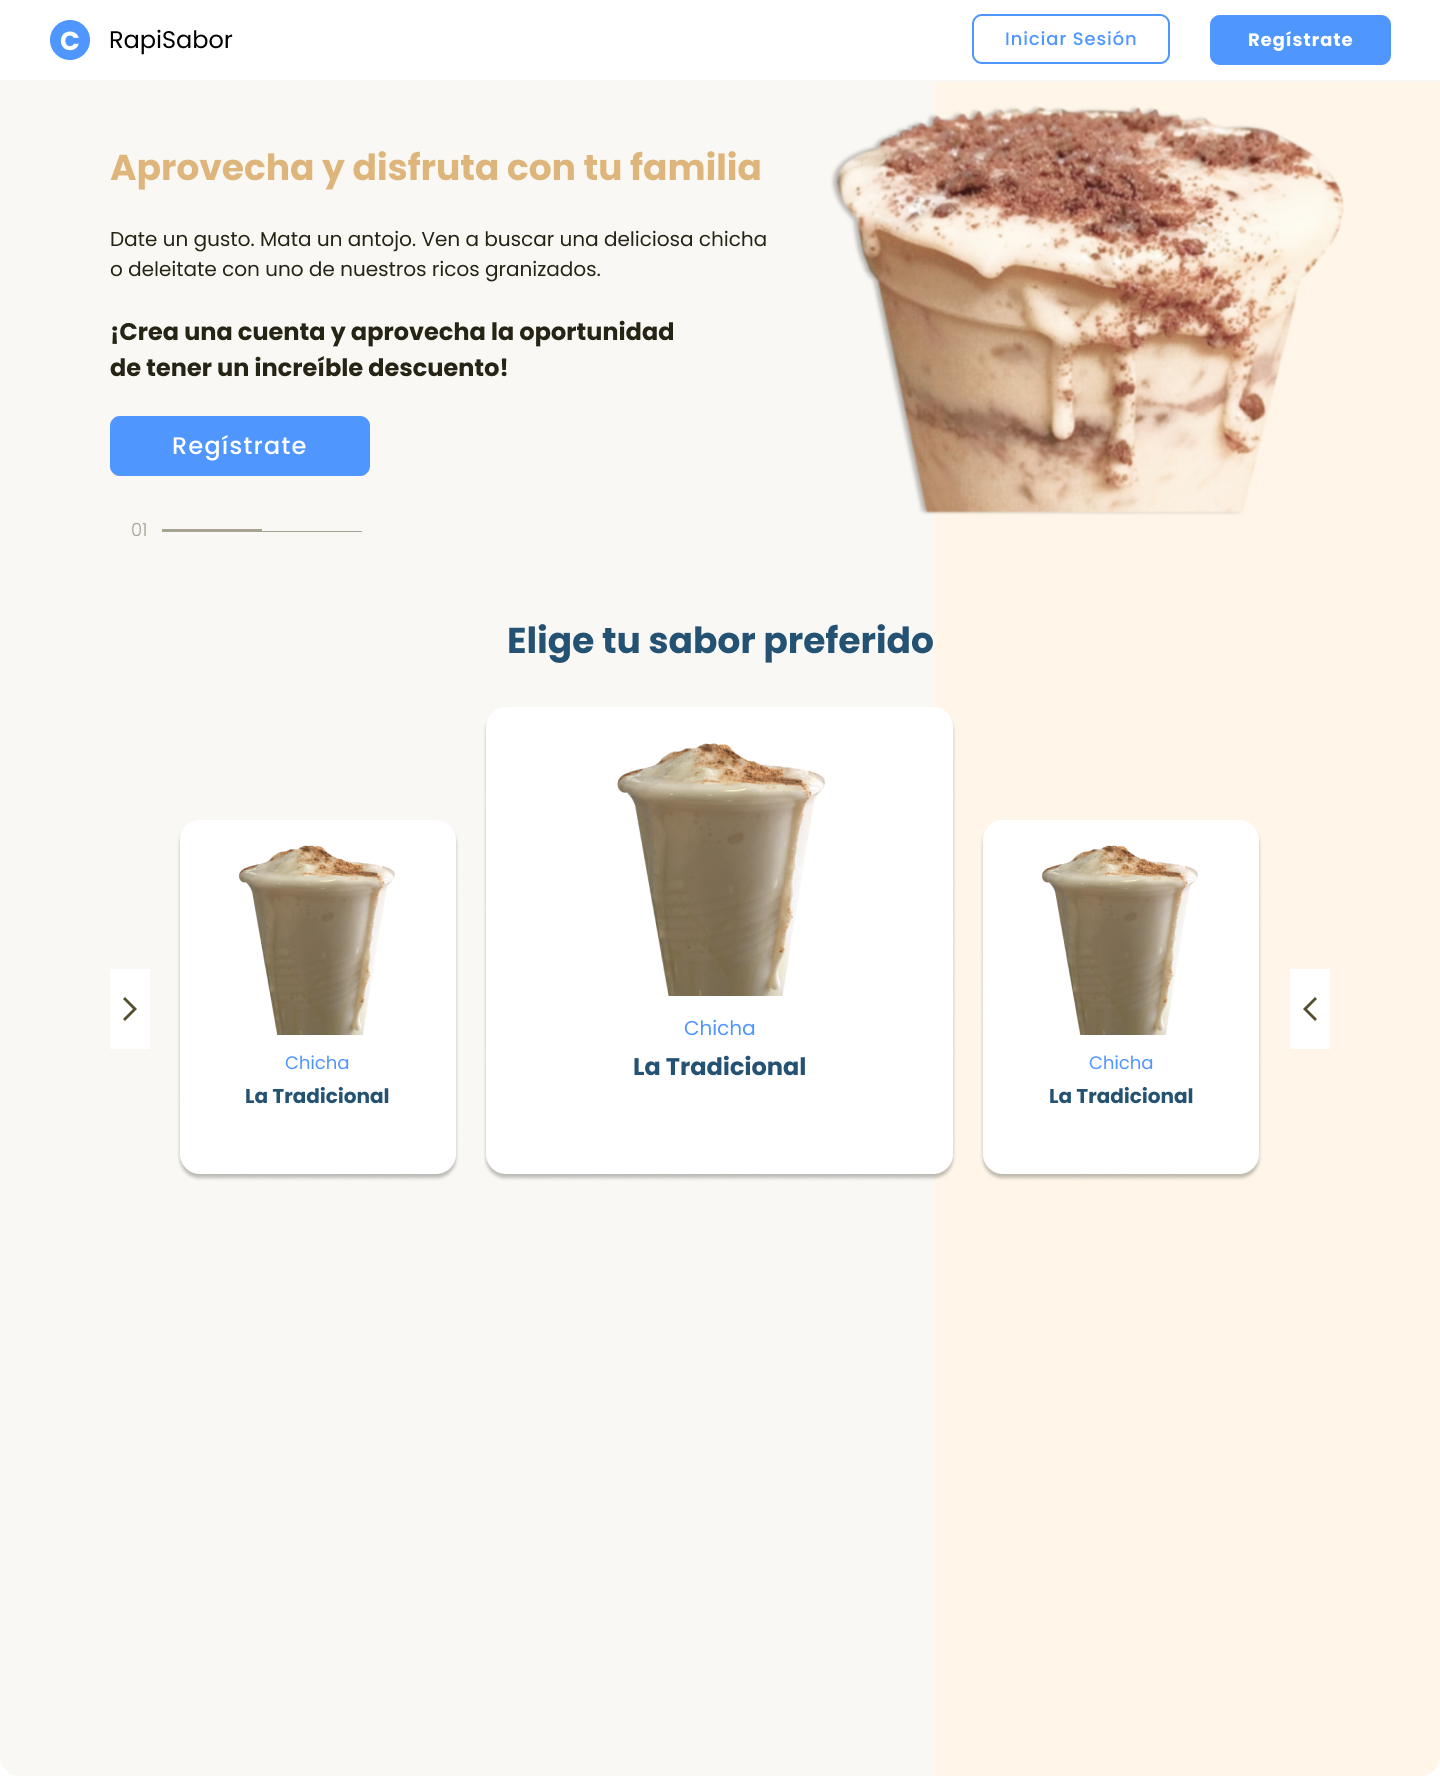 C RapiSabor
Iniciar Sesión
Regístrate
Aprovecha y disfruta con tu familia
Date un gusto. Mata un antojo. Ven a buscar una deliciosa chicha
o deleitate con uno de nuestros ricos granizados.
¡Crea una cuenta y aprovecha la oportunidad
de tener un increíble descuento!
Regístrate
01
Elige tu sabor preferido
Chicha
La Tradicional
Chicha
La Tradicional
Chicha
La Tradicional